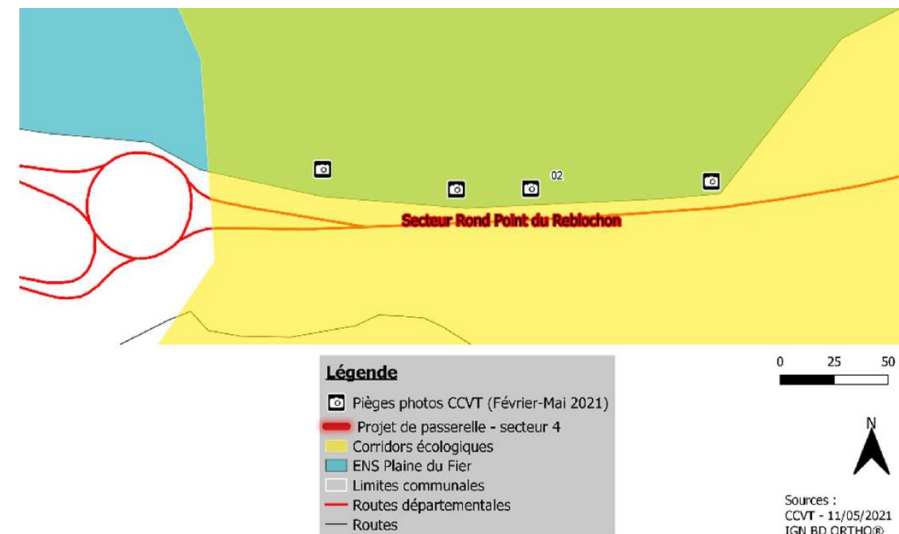 02
Secteur Rond Point du Reblochon
0 25 50
Légende
Pièges photos CCVT (Février-Mai 2021)
Projet de passerelle - secteur 4
Corridors écologiques
ENS Plaine du Fier
Limites communales
Routes départementales
Routes
N
Sources :
CCVT - 11/05/2021
IGN BD ORTHO®